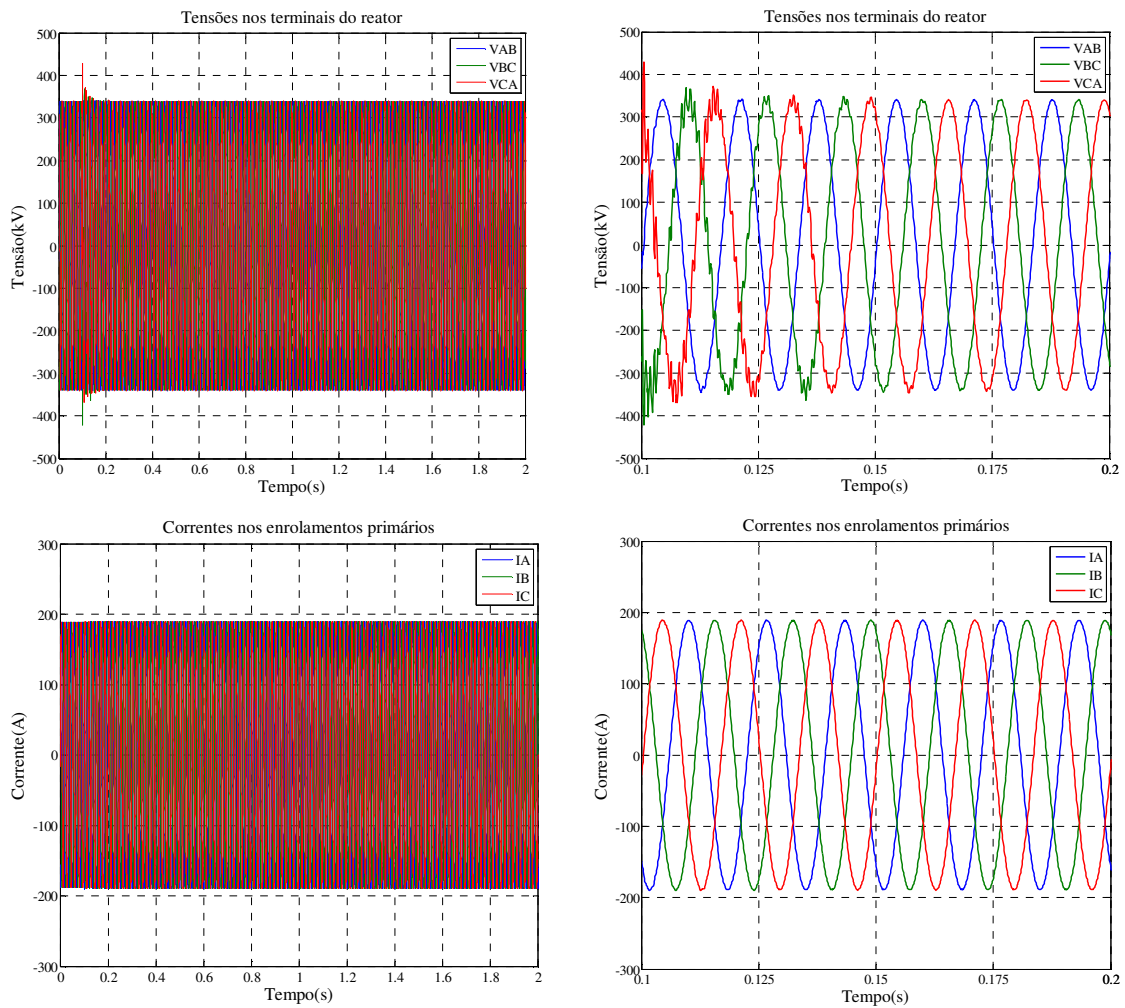 Tensões nos terminais do reator
500
400
300
200
100
0
-100
-200
-300
-400
-500
Tensão(kV)
VAB
VBC
VCA
0 0.2 0.4 0.6 0.8 1 1.2 1.4 1.6 1.8 2
Tempo(s)
Tensões nos terminais do reator
500
400
300
200
100
0
-100
-200
-300
-400
-500
Tensão(kV)
VAB
VBC
VCA
0.1 0.125 0.15 0.175 0.2
Tempo(s)
Correntes nos enrolamentos primários
300
200
100
0
-100
-200
-300
Corrente(A)
IA
IB
IC
0 0.2 0.4 0.6 0.8 1 1.2 1.4 1.6 1.8 2
Tempo(s)
Correntes nos enrolamentos primários
300
200
100
0
-100
-200
-300
Corrente(A)
IA
IB
IC
0.1 0.125 0.15 0.175 0.2
Tempo(s)